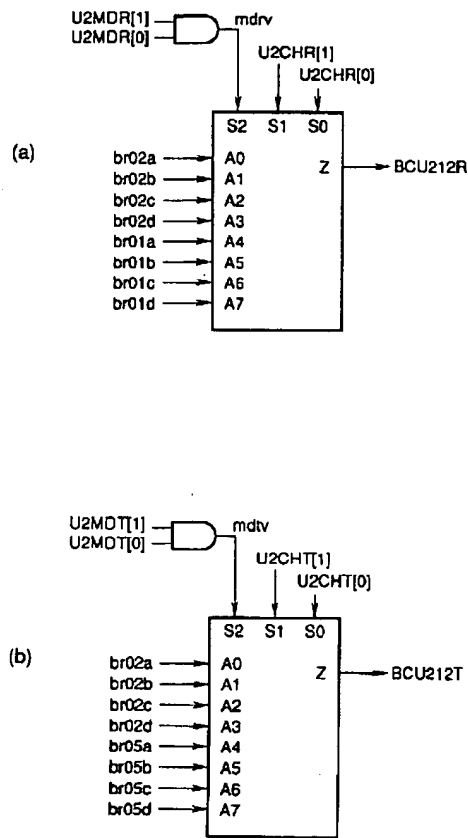 U2MDR[1]
U2MDR[0]
mdrv
U2CHR[1]
U2CHR[0]
S2 S1 S0
(a)
br02a A0 Z BCU212R
br02b A1
br02c A2
br02d A3
br01a A4
br01b A5
br01c A6
br01d A7
U2MDT[1]
U2MDT[0]
mdtv
U2CHT[1]
U2CHT[0]
S2 S1 S0
(b)
br02a A0 Z BCU212T
br02b A1
br02c A2
br02d A3
br05a A4
br05b A5
br05c A6
br05d A7